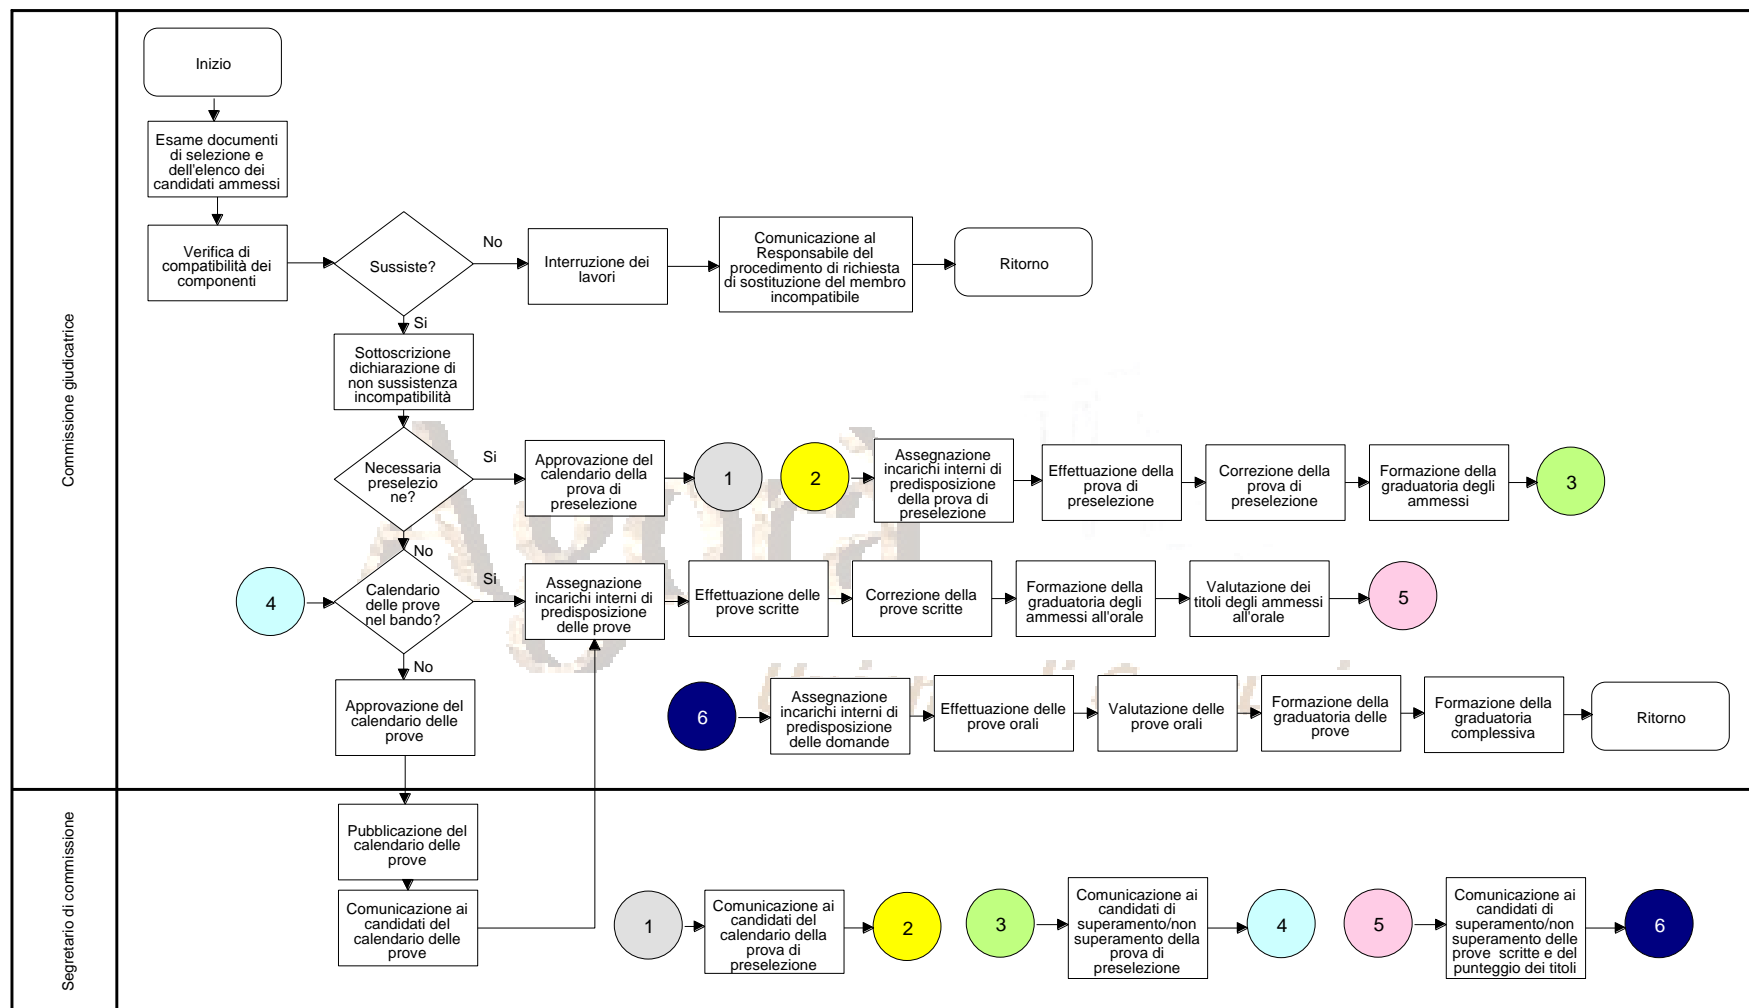 Commissione giudicatrice
Inizio
Esame documenti
di selezione e
dell'elenco dei
candidati ammessi
Verifica di
compatibilità dei
componenti
Sussiste?
No
Interruzione dei
lavori
Comunicazione al
Responsabile del
procedimento di richiesta
di sostituzione del membro
incompatibile
Ritorno
Si
Sottoscrizione
dichiarazione di
non sussistenza
incompatibilità
Necessaria
preselezio
ne?
Si
Approvazione del
calendario della
prova di
preselezione
1
2
Assegnazione
incarichi interni di
predisposizione
della prova di
preselezione
Effettuazione della
prova di
preselezione
Correzione della
prova di
preselezione
Formazione della
graduatoria degli
ammessi
3
No
4
Calendario
delle prove
nel bando?
Si
Assegnazione
incarichi interni di
predisposizione
delle prove
Effettuazione delle
prove scritte
Correzione della
prove scritte
Formazione della
graduatoria degli
ammessi all'orale
Valutazione dei
titoli degli ammessi
all'orale
5
No
Approvazione del
calendario delle
prove
6
Assegnazione
incarichi interni di
predisposizione
delle domande
Effettuazione delle
prove orali
Valutazione delle
prove orali
Formazione della
graduatoria delle
prove
Formazione della
graduatoria
complessiva
Ritorno
Segretario di commissione
Pubblicazione del
calendario delle
prove
Comunicazione ai
candidati del
calendario delle
prove
1
Comunicazione ai
candidati del
calendario della
prova di
preselezione
2
3
Comunicazione ai
candidati di
superamento/non
superamento della
prova di
preselezione
4
5
Comunicazione ai
candidati di
superamento/non
superamento delle
prove scritte e del
punteggio dei titoli
6